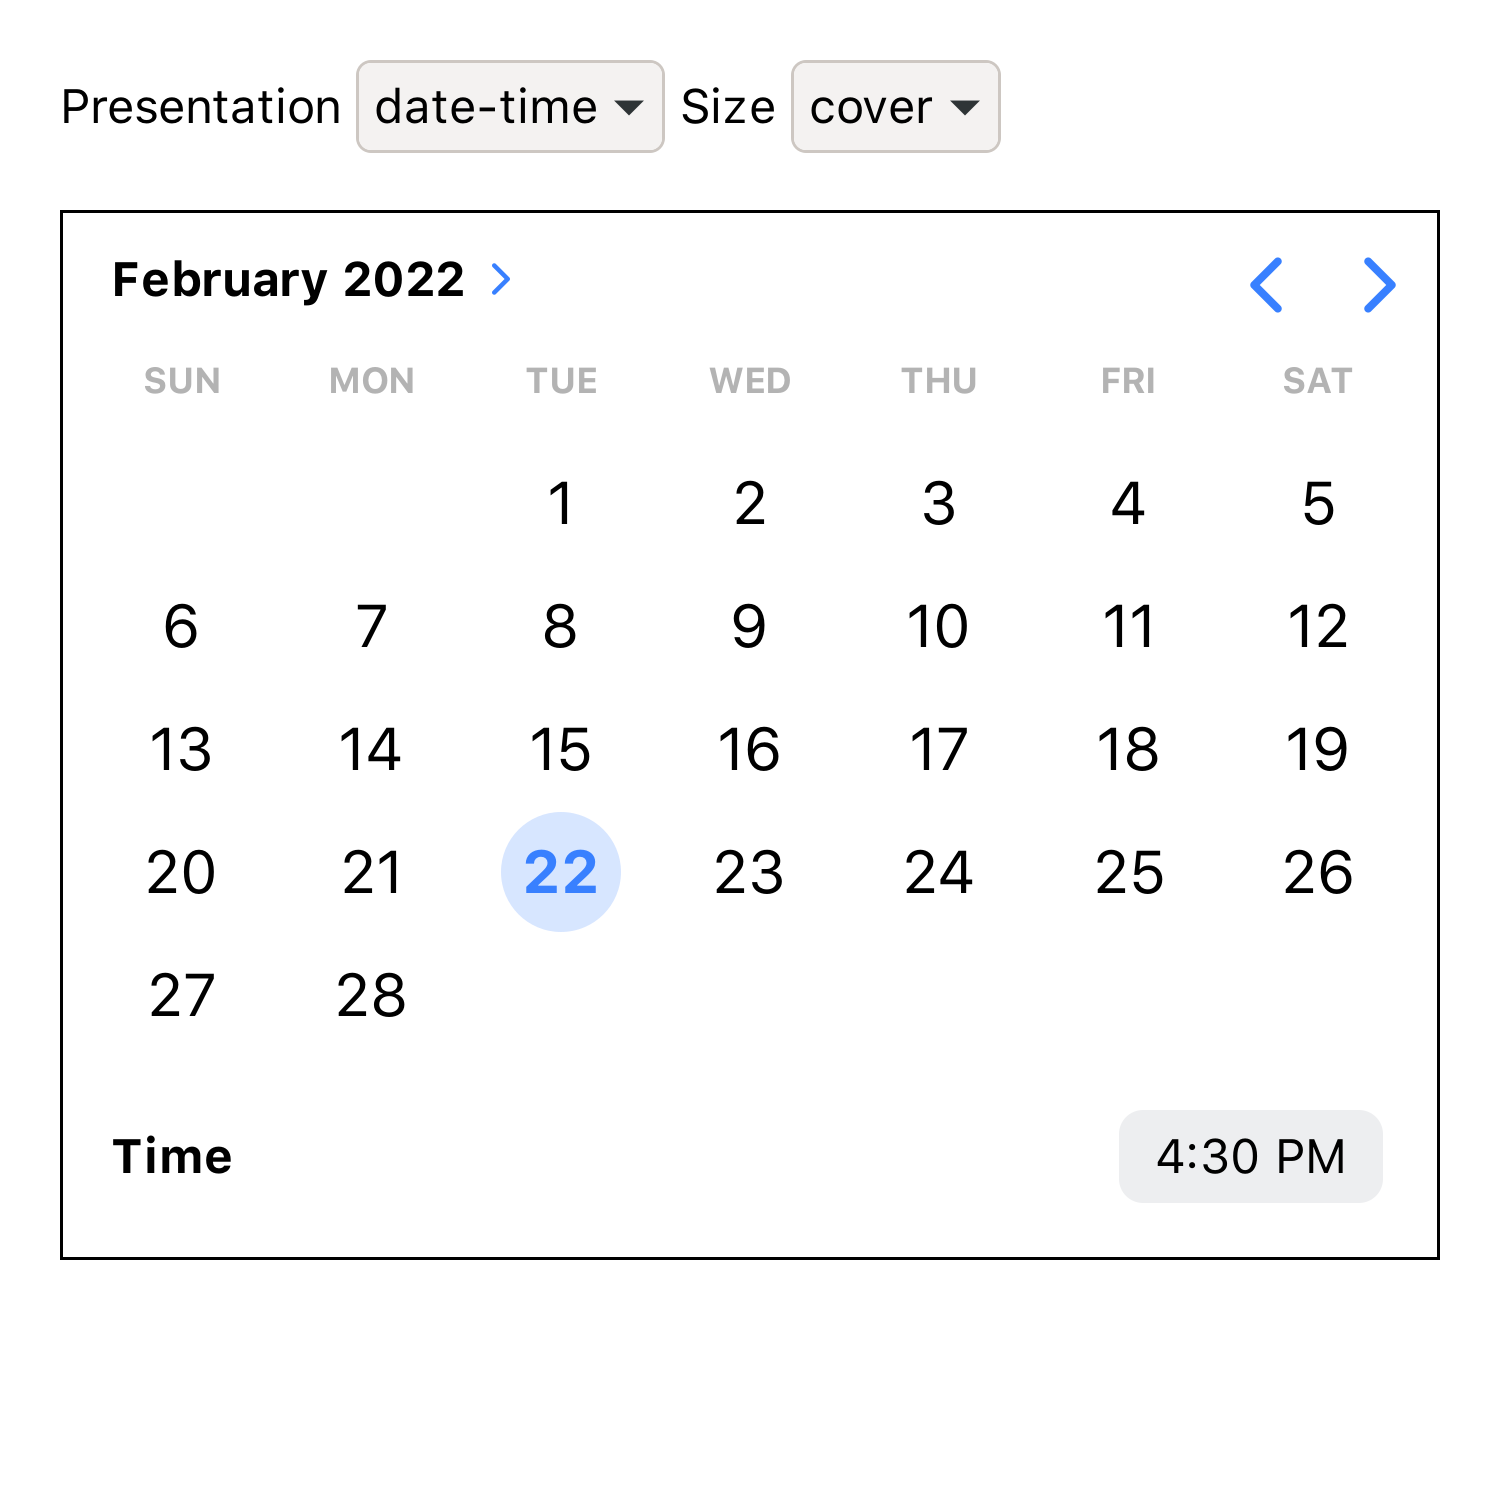 Presentation date-time Size cover
February 2022
SUN MON TUE WED THU FRI SAT
1 2 3 4 5
6 7 8 9 10 11 12
13 14 15 16 17 18 19
20 21 22 23 24 25 26
27 28
Time 4:30 PM